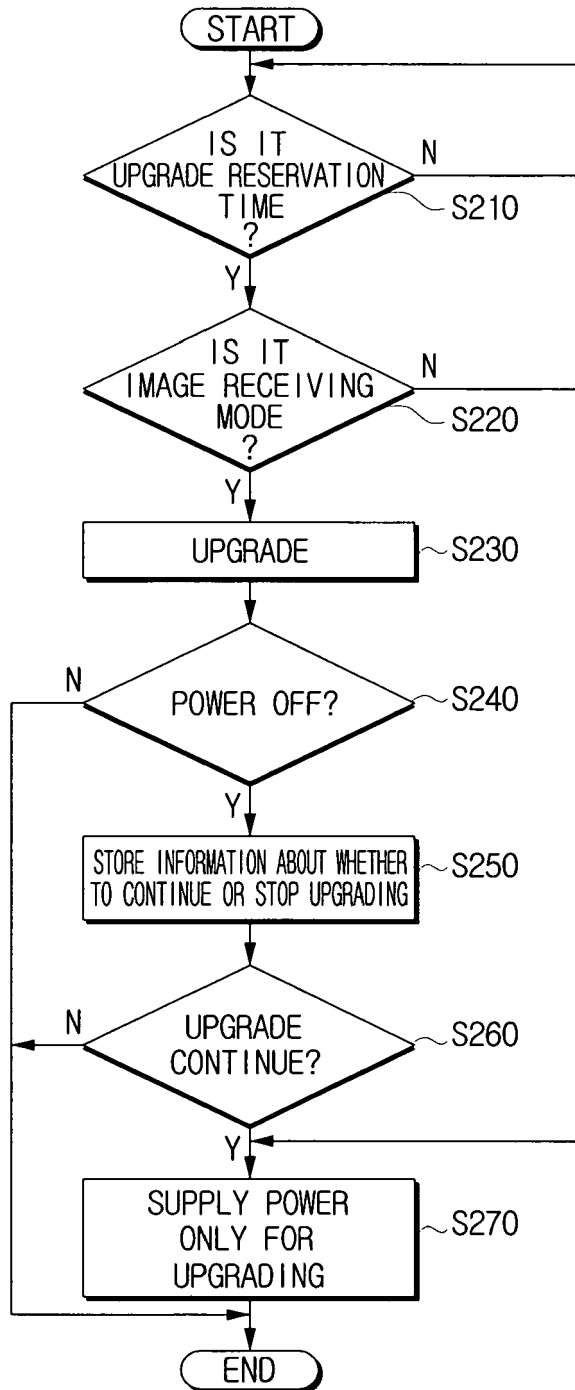 START
IS IT
UPGRADE RESERVATION
TIME
?
N
S210
Y
IS IT
IMAGE RECEIVING
MODE
?
N
S220
Y
UPGRADE
S230
N
POWER OFF?
S240
Y
STORE INFORMATION ABOUT WHETHER
TO CONTINUE OR STOP UPGRADING
S250
N
UPGRADE
CONTINUE?
S260
Y
SUPPLY POWER
ONLY FOR
UPGRADING
S270
END